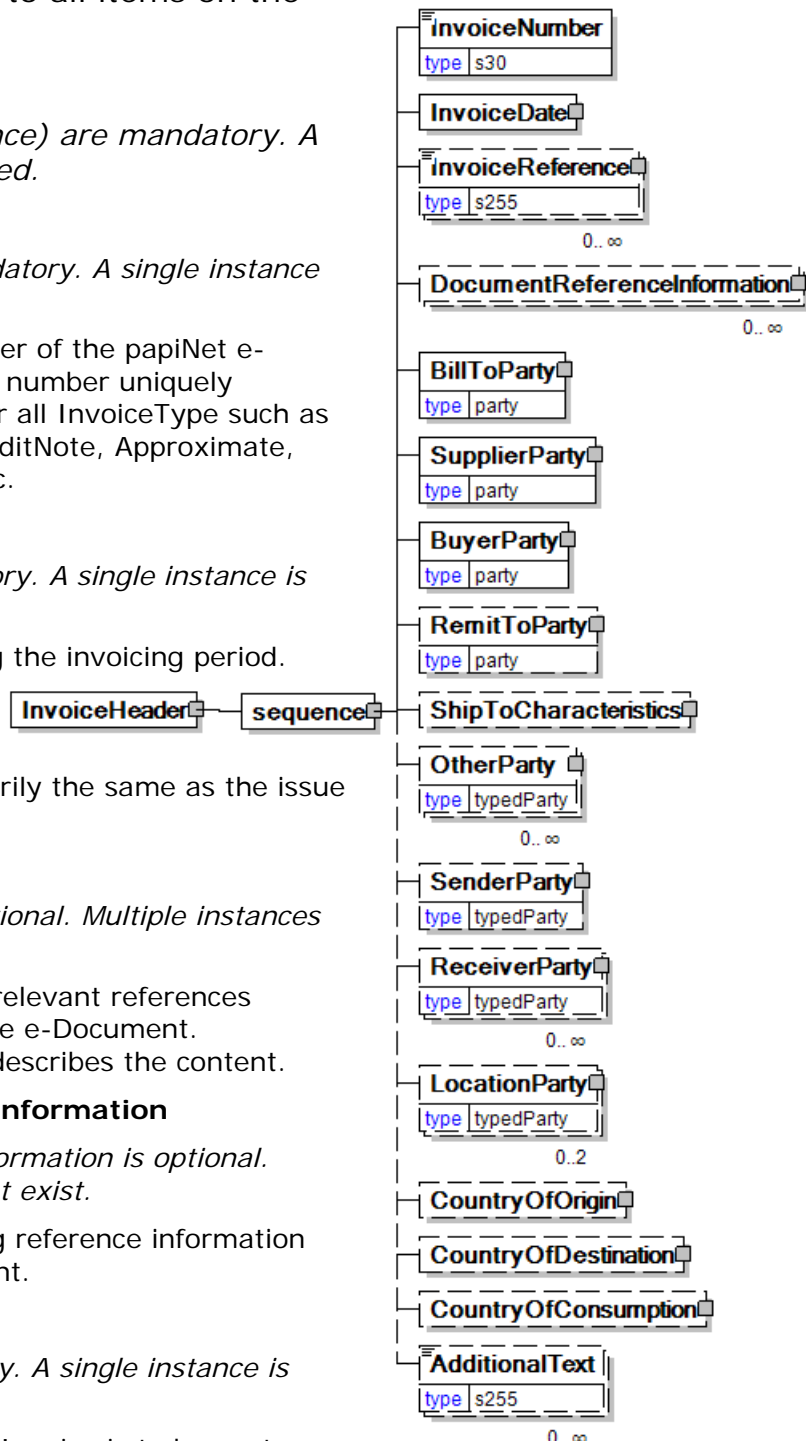 to all items on the
nce) are mandatory. A
ed.
datory. A single instance
er of the papiNet e-
number uniquely
r all InvoiceType such as
ditNote, Approximate,
c.
ory. A single instance is
g the invoicing period.
rily the same as the issue
tional. Multiple instances
relevant references
e e-Document.
describes the content.
Information
formation is optional.
t exist.
g reference information
nt.
y. A single instance is
InvoiceHeader
sequence
InvoiceNumber
type s30
InvoiceDate
InvoiceReference
type s255
0..∞
DocumentReferenceInformation
0..∞
BillToParty
type party
SupplierParty
type party
BuyerParty
type party
RemitToParty
type party
ShipToCharacteristics
OtherParty
type typedParty
0..∞
SenderParty
type typedParty
ReceiverParty
type typedParty
0..∞
LocationParty
type typedParty
0..2
CountryOfOrigin
CountryOfDestination
CountryOfConsumption
AdditionalText
type s255
0..∞